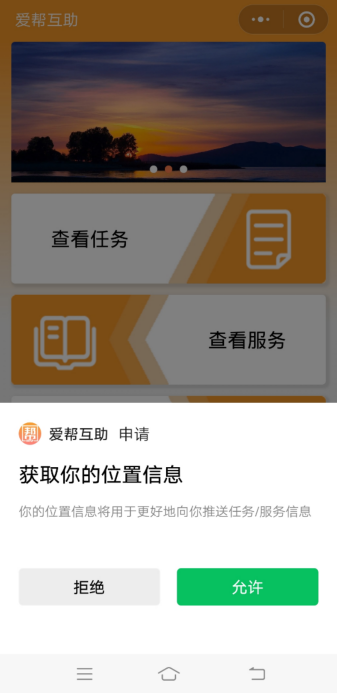 爱帮互助
查看任务
查看服务
帮
爱帮互助 申请
获取你的位置信息
你的位置信息将用于更好地向你推送任务/服务信息
拒绝
允许